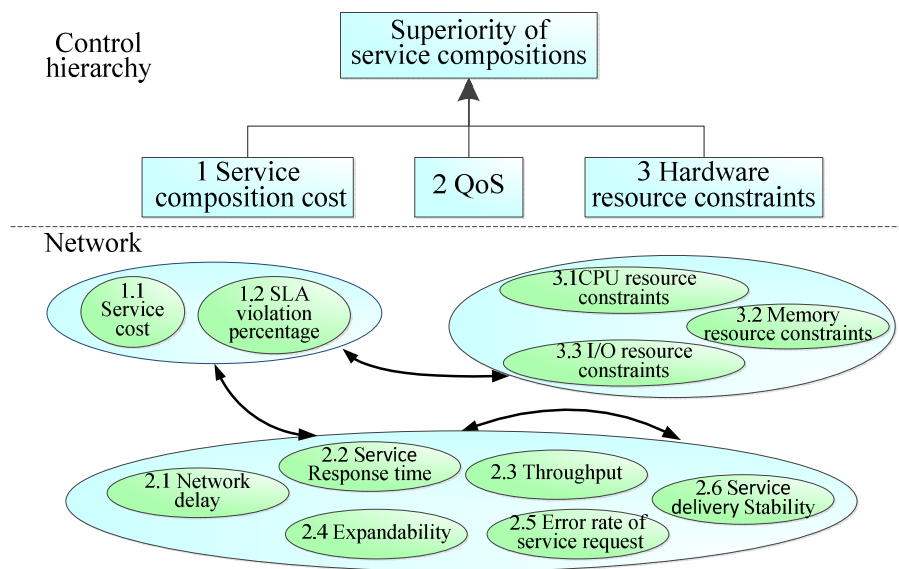 Control
hierarchy
Superiority of
service compositions
1 Service
composition cost
2 QoS
3 Hardware
resource constraints
Network
1.1
Service
cost
1.2 SLA
violation
percentage
3.1CPU resource
constraints
3.2 Memory
resource constraints
3.3 I/O resource
constraints
2.1 Network
delay
2.2 Service
Response time
2.3 Throughput
2.4 Expandability
2.5 Error rate of
service request
2.6 Service
delivery Stability